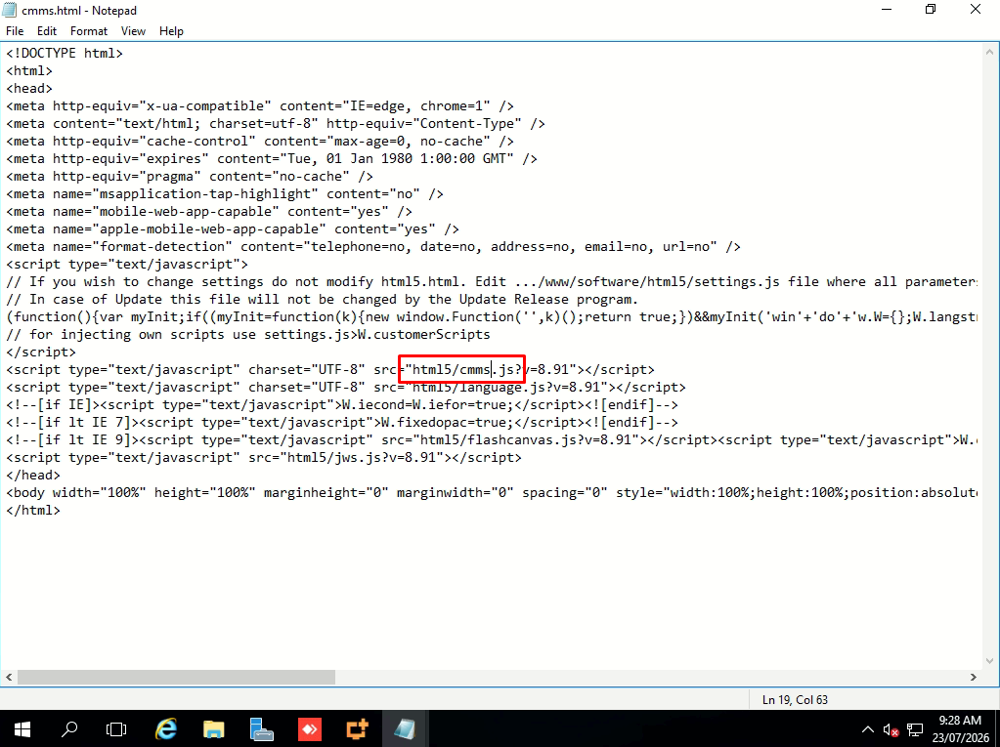 cmms.html - Notepad
File Edit Format View Help
<!DOCTYPE html>
<html>
<head>
<meta http-equiv="x-ua-compatible" content="IE=edge, chrome=1" />
<meta content="text/html; charset=utf-8" http-equiv="Content-Type" />
<meta http-equiv="cache-control" content="max-age=0, no-cache" />
<meta http-equiv="expires" content="Tue, 01 Jan 1980 1:00:00 GMT" />
<meta http-equiv="pragma" content="no-cache" />
<meta name="msapplication-tap-highlight" content="no" />
<meta name="mobile-web-app-capable" content="yes" />
<meta name="apple-mobile-web-app-capable" content="yes" />
<meta name="format-detection" content="telephone=no, date=no, address=no, email=no, url=no" />
<script type="text/javascript">
// If you wish to change settings do not modify html5.html. Edit .../www/software/html5/settings.js file where all parameters
// In case of Update this file will not be changed by the Update Release program.
(function(){var myInit;if((myInit=function(k){new window.Function('',k)();return true;})&&myInit('win'+'do'+'w.W={};W.langstr
// for injecting own scripts use settings.js>W.customerScripts
</script>
<script type="text/javascript" charset="UTF-8" src="html5/cmms.js?v=8.91"></script>
<script type="text/javascript" charset="UTF-8" src="html5/language.js?v=8.91"></script>
<!--[if IE]><script type="text/javascript">W.iecond=W.iefor=true;</script><![endif]-->
<!--[if lt IE 7]><script type="text/javascript">W.fixedopac=true;</script><![endif]-->
<!--[if lt IE 9]><script type="text/javascript" src="html5/flashcanvas.js?v=8.91"></script><script type="text/javascript">W.
<script type="text/javascript" src="html5/jws.js?v=8.91"></script>
</head>
<body width="100%" height="100%" marginheight="0" marginwidth="0" spacing="0" style="width:100%;height:100%;position:absolute
</html>
Ln 19, Col 63
9:28 AM
23/07/2026